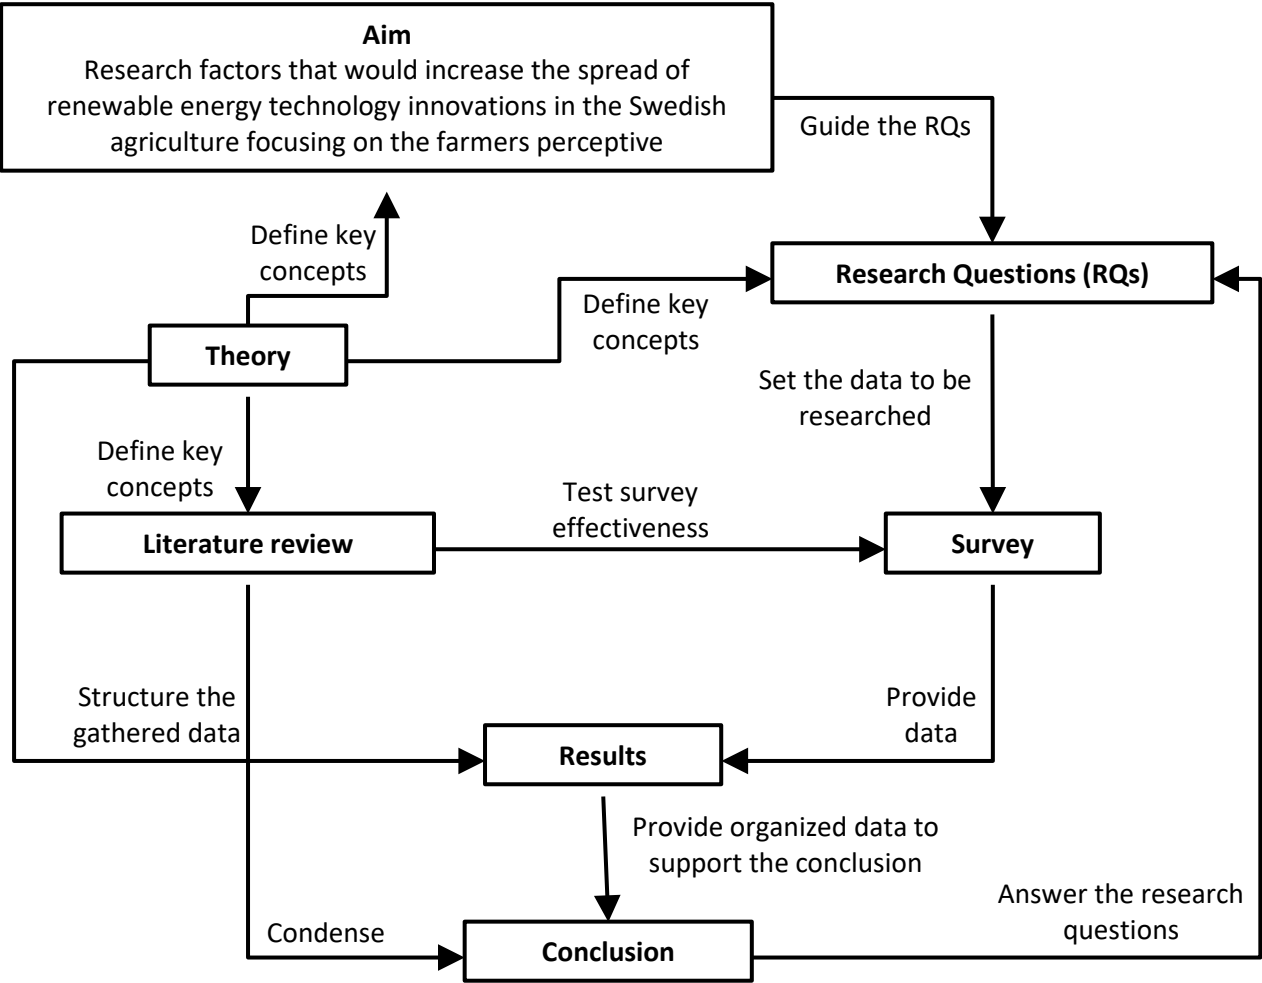 Aim
Research factors that would increase the spread of
renewable energy technology innovations in the Swedish
agriculture focusing on the farmers perceptive
Guide the RQs
Define key
concepts
Research Questions (RQs)
Define key
concepts
Theory
Set the data to be
researched
Define key
concepts
Test survey
effectiveness
Literature review
Survey
Structure the
gathered data
Provide
data
Results
Provide organized data to
support the conclusion
Answer the research
questions
Condense
Conclusion